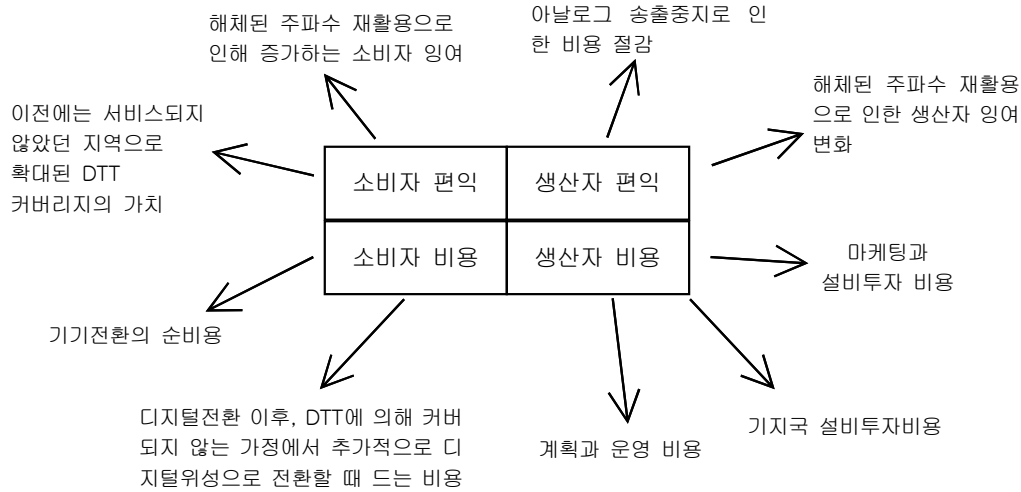 해체된 주파수 재활용으로
인해 증가하는 소비자 잉여
아날로그 송출중지로 인
한 비용 절감
해체된 주파수 재활용
으로 인한 생산자 잉여
변화
이전에는 서비스되지
않았던 지역으로
확대된 DTT
커버리지의 가치
소비자 편익
생산자 편익
소비자 비용
생산자 비용
마케팅과
설비투자 비용
기기전환의 순비용
디지털전환 이후, DTT에 의해 커버
되지 않는 가정에서 추가적으로 디
지털위성으로 전환할 때 드는 비용
계획과 운영 비용
기지국 설비투자비용